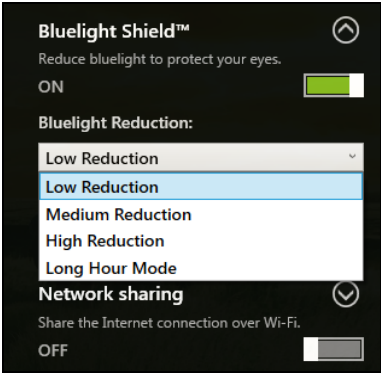 Bluelight Shield™
Reduce bluelight to protect your eyes.
ON
Bluelight Reduction:
Low Reduction
Low Reduction
Medium Reduction
High Reduction
Long Hour Mode
Network sharing
Share the Internet connection over Wi-Fi.
OFF